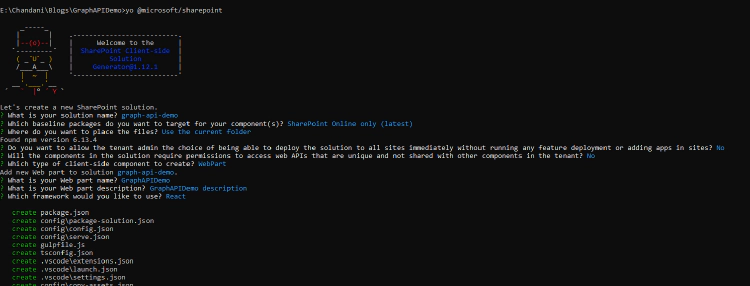 E:\Chandani\Blogs\GraphAPIDemo>yo @microsoft/sharepoint
Welcome to the
SharePoint Client-side
Solution
Generator@1.12.1
Let's create a new SharePoint solution.
? What is your solution name? graph-api-demo
? Which baseline packages do you want to target for your component(s)? SharePoint Online only (latest)
? Where do you want to place the files? Use the current folder
Found npm version 6.13.4
? Do you want to allow the tenant admin the choice of being able to deploy the solution to all sites immediately without running any feature deployment or adding apps in sites? No
? Will the components in the solution require permissions to access web APIs that are unique and not shared with other components in the tenant? No
? Which type of client-side component to create? WebPart
Add new Web part to solution graph-api-demo.
? What is your Web part name? GraphAPIDemo
? What is your Web part description? GraphAPIDemo description
? Which framework would you like to use? React
create package.json
create config\package-solution.json
create config\config.json
create config\serve.json
create gulpfile.js
create tsconfig.json
create .vscode\extensions.json
create .vscode\launch.json
create .vscode\settings.json
create config\copy-assets.json